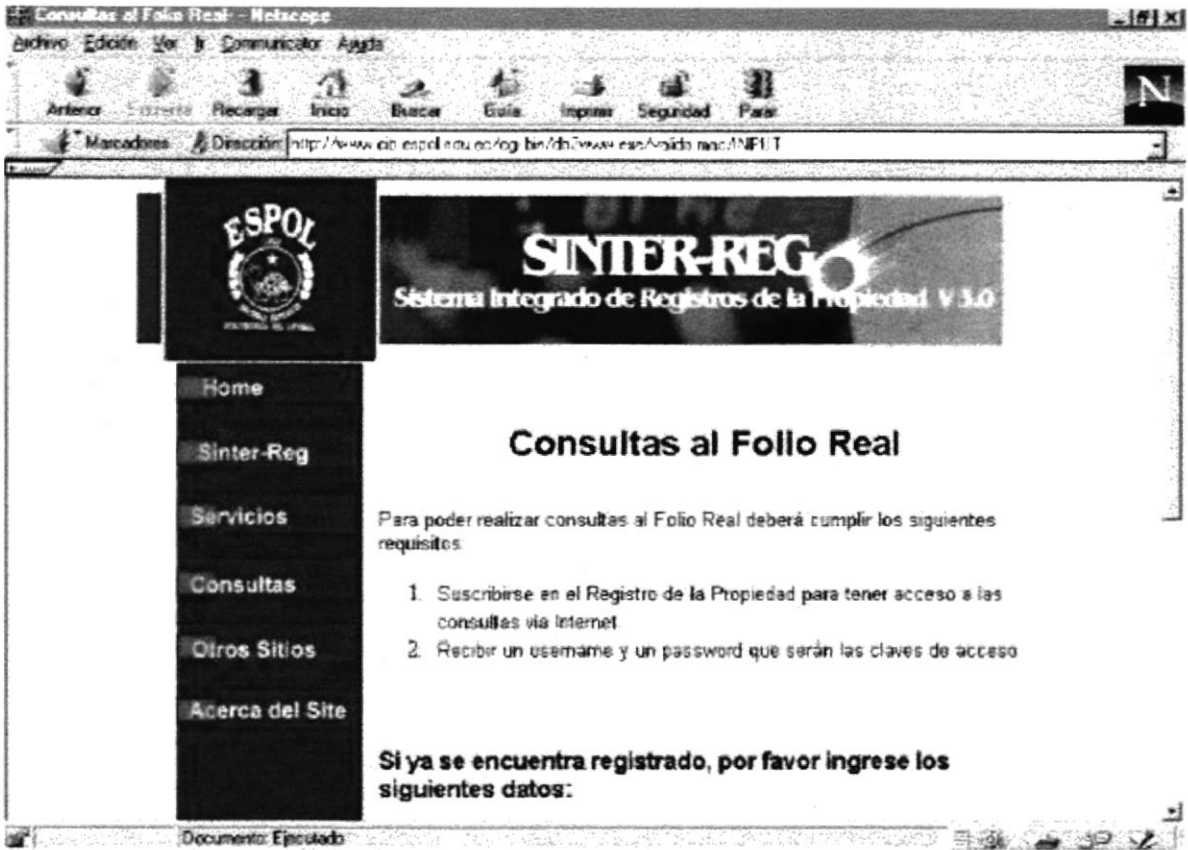 Consultas al Folio Real - Netscape
Archivo Edición Ver Ir Communicator Ayuda
Anterior Recargar Inicio Buscar Guía Imprimir Seguridad Parar
N
Marcadores Dirección:
ESPOL
SINTER-REG
Sistema Integrado de Registros de la Propiedad V 3.0
Home
Sinter-Reg
Servicios
Consultas
Otros Sitios
Acerca del Site
Consultas al Folio Real
Para poder realizar consultas al Folio Real deberá cumplir los siguientes
requisitos:
1. Suscribirse en el Registro de la Propiedad para tener acceso a las
consultas via Internet.
2. Recibir un username y un password que serán las claves de acceso
Si ya se encuentra registrado, por favor ingrese los
siguientes datos:
Documento: Ejecutado